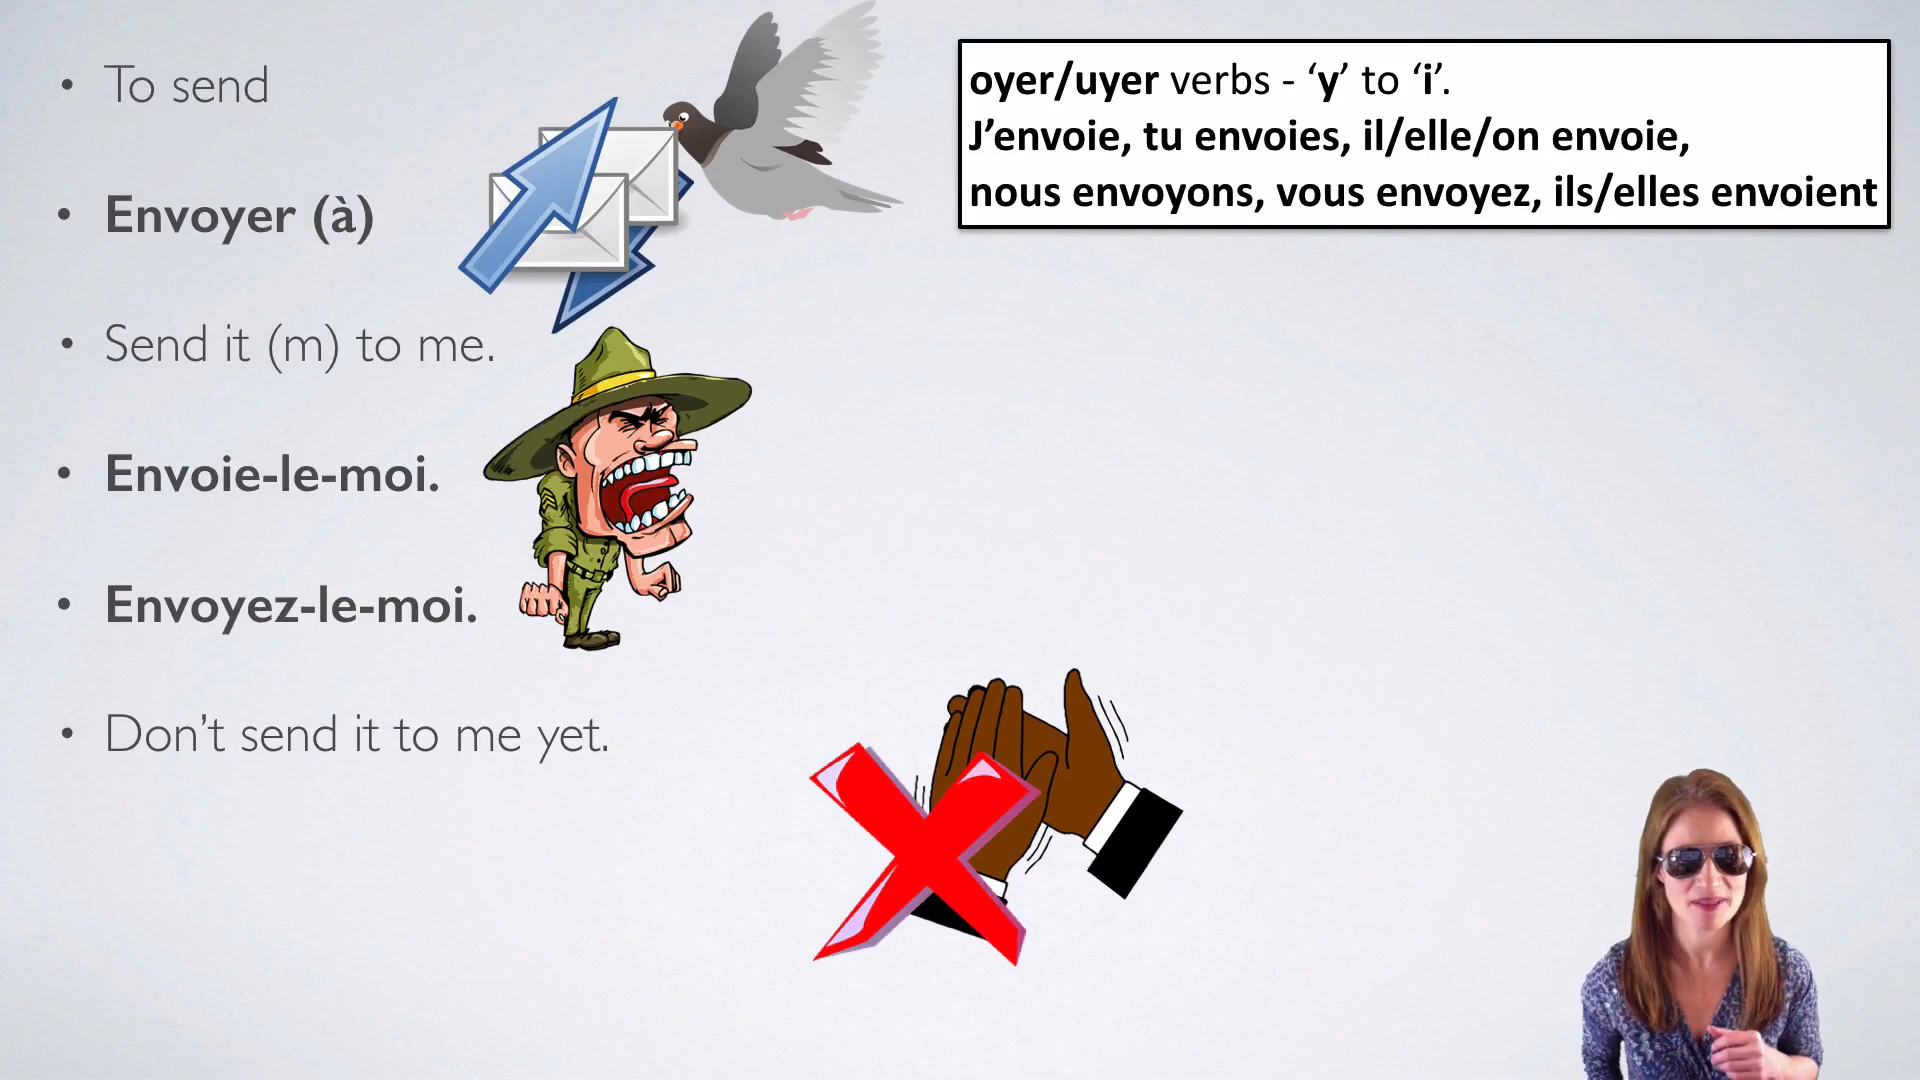 To send
Envoyer (à)
Send it (m) to me.
Envoie-le-moi.
Envoyez-le-moi.
Don’t send it to me yet.
oyer/uyer verbs - ‘y’ to ‘i’.
J’envoie, tu envoies, il/elle/on envoie,
nous envoyons, vous envoyez, ils/elles envoient